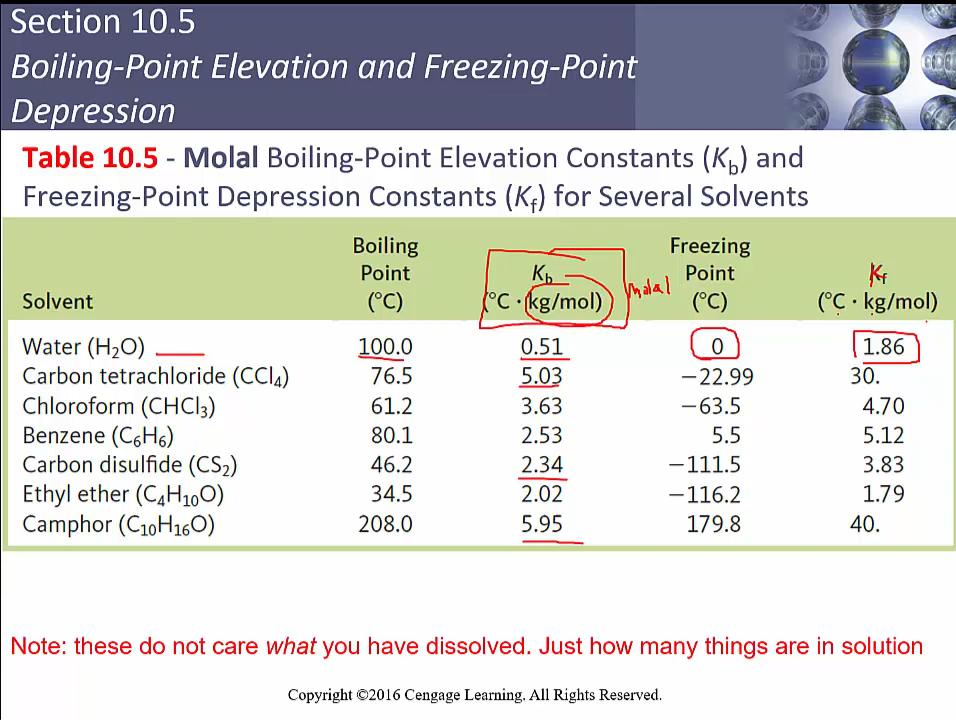 Section 10.5
Boiling-Point Elevation and Freezing-Point
Depression
Table 10.5 - Molal Boiling-Point Elevation Constants (Kb) and
Freezing-Point Depression Constants (Kf) for Several Solvents
Solvent Boiling Point (°C) Kb (°C · kg/mol) molal Freezing Point (°C) Kf (°C · kg/mol)
Water (H₂O) 100.0 0.51 0 1.86
Carbon tetrachloride (CCl₄) 76.5 5.03 −22.99 30.
Chloroform (CHCl₃) 61.2 3.63 −63.5 4.70
Benzene (C₆H₆) 80.1 2.53 5.5 5.12
Carbon disulfide (CS₂) 46.2 2.34 −111.5 3.83
Ethyl ether (C₄H₁₀O) 34.5 2.02 −116.2 1.79
Camphor (C₁₀H₁₆O) 208.0 5.95 179.8 40.
Note: these do not care what you have dissolved. Just how many things are in solution
Copyright ©2016 Cengage Learning. All Rights Reserved.